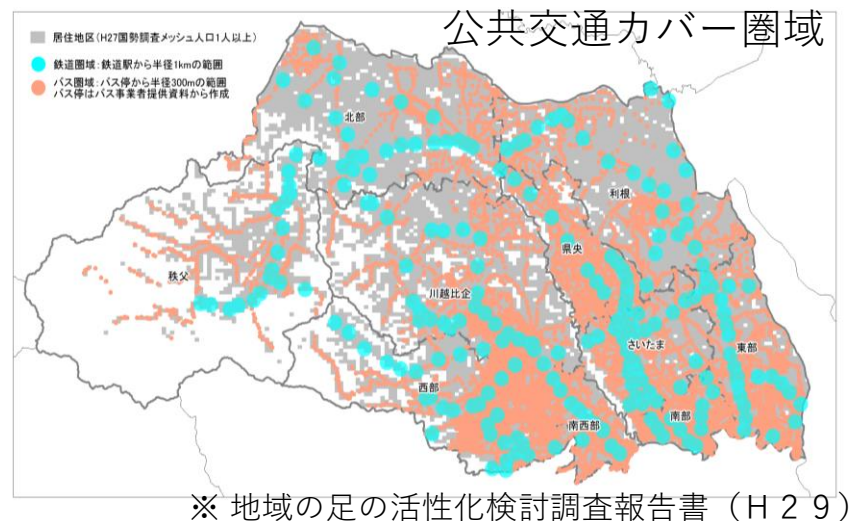 公共交通カバー圏域
居住地区(H27国勢調査メッシュ人口1人以上)
鉄道圏域:鉄道駅から半径1kmの範囲
バス圏域:バス停から半径300mの範囲
バス停はバス事業者提供資料から作成
北部
利根
県央
秩父
川越比企
さいたま
東部
西部
南部
南西部
※ 地域の足の活性化検討調査報告書(H29)